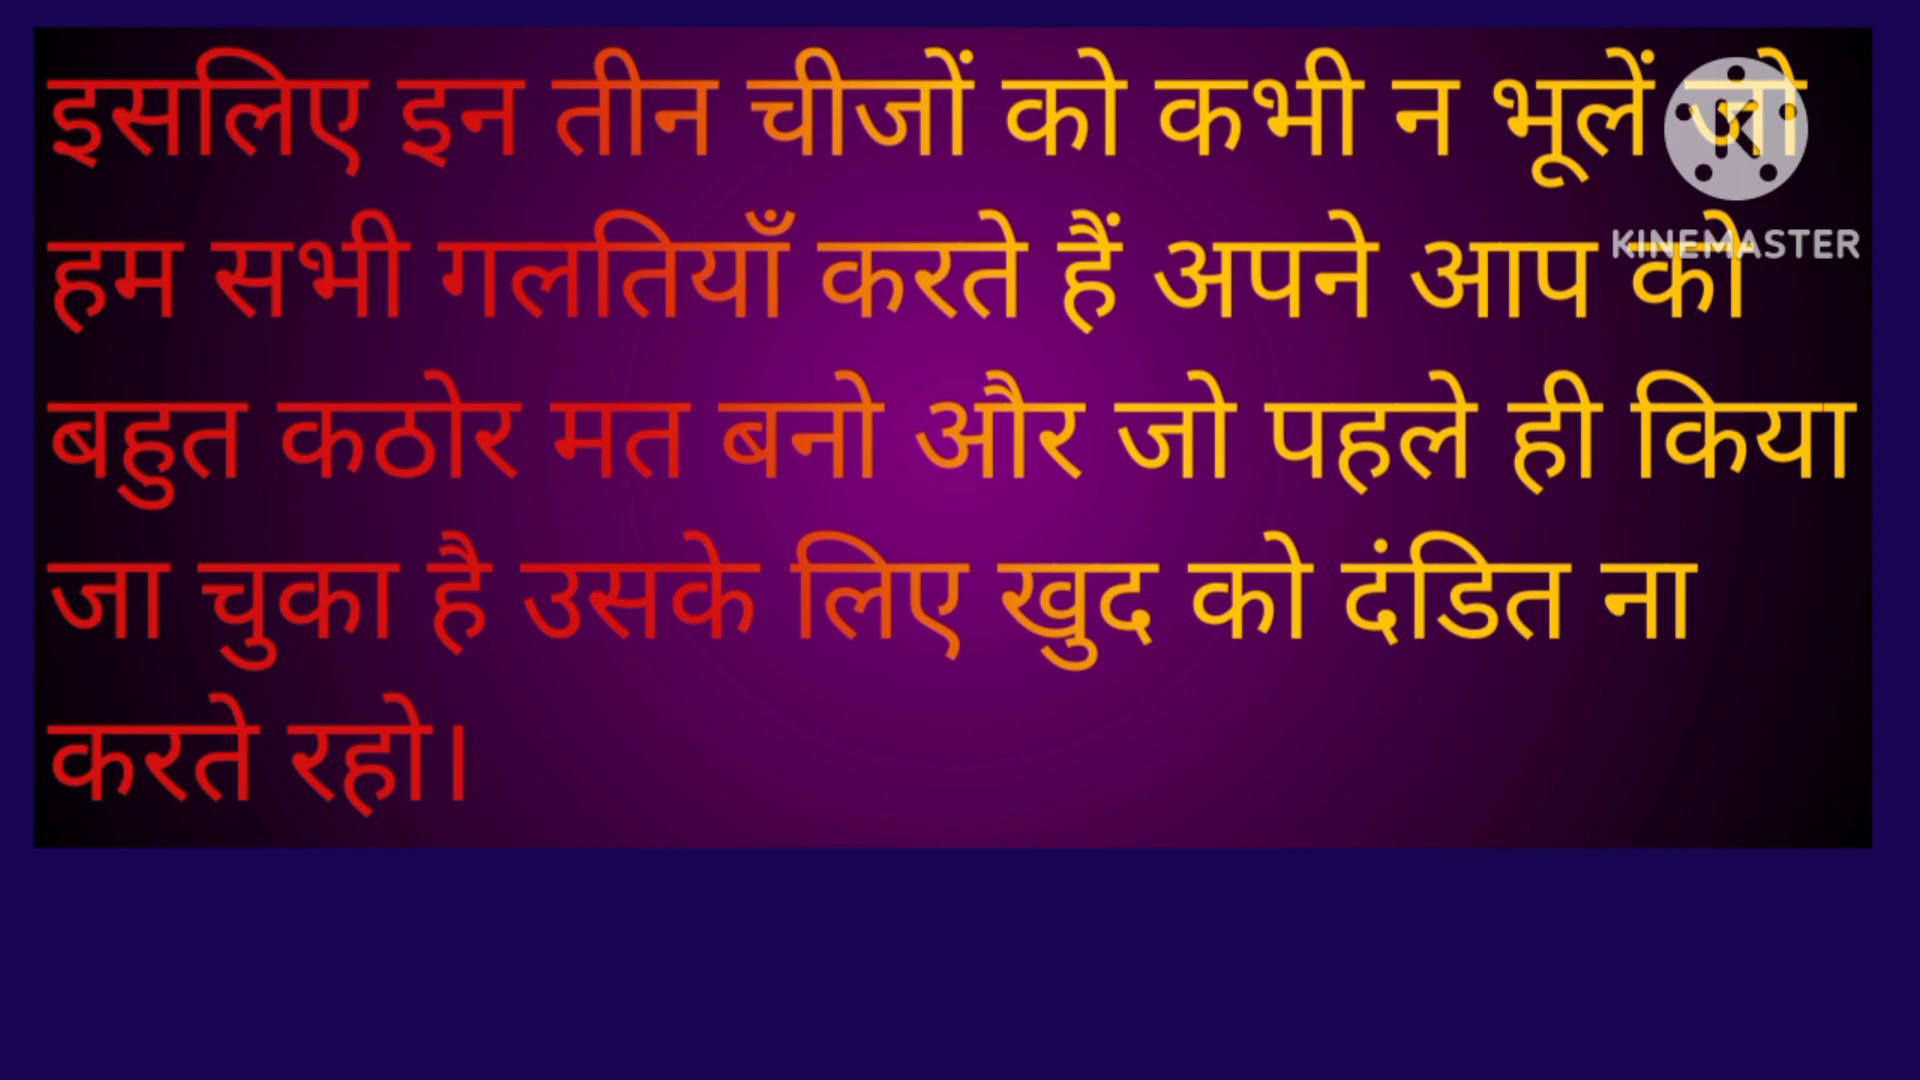 इसलिए इन तीन चीजों को कभी न भूलें जो
हम सभी गलतियाँ करते हैं अपने आप को
बहुत कठोर मत बनो और जो पहले ही किया
जा चुका है उसके लिए खुद को दंडित ना
करते रहो।
KINEMASTER